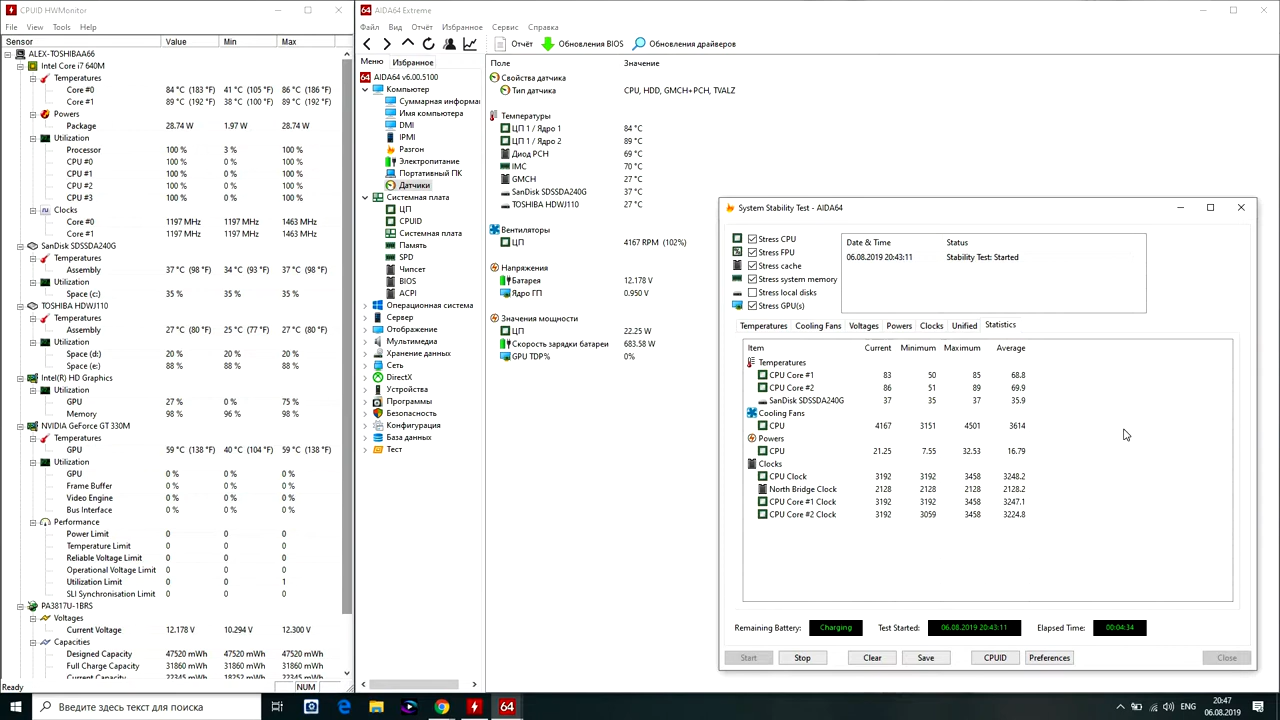 CPUID HWMonitor
File View Tools Help
Sensor Value Min Max
ALEX-TOSHIBAA66
Intel Core i7 640M
Temperatures
Core #0 84 °C (183 °F) 41 °C (105 °F) 86 °C (186 °F)
Core #1 89 °C (192 °F) 38 °C (100 °F) 89 °C (192 °F)
Powers
Package 28.74 W 1.97 W 28.74 W
Utilization
Processor 100 % 3 % 100 %
CPU #0 100 % 0 % 100 %
CPU #1 100 % 0 % 100 %
CPU #2 100 % 0 % 100 %
CPU #3 100 % 0 % 100 %
Clocks
Core #0 1197 MHz 1197 MHz 1463 MHz
Core #1 1197 MHz 1197 MHz 1463 MHz
SanDisk SDSSDA240G
Temperatures
Assembly 37 °C (98 °F) 34 °C (93 °F) 37 °C (98 °F)
Utilization
Space (c:) 35 % 35 % 35 %
TOSHIBA HDWJ110
Temperatures
Assembly 27 °C (80 °F) 25 °C (77 °F) 27 °C (80 °F)
Utilization
Space (d:) 20 % 20 % 20 %
Space (e:) 88 % 88 % 88 %
Intel(R) HD Graphics
Utilization
GPU 27 % 0 % 75 %
Memory 98 % 96 % 98 %
NVIDIA GeForce GT 330M
Temperatures
GPU 59 °C (138 °F) 40 °C (104 °F) 59 °C (138 °F)
Utilization
GPU 0 % 0 % 0 %
Frame Buffer 0 % 0 % 0 %
Video Engine 0 % 0 % 0 %
Bus Interface 0 % 0 % 0 %
Performance
Power Limit 0 0 0
Temperature Limit 0 0 0
Reliable Voltage Limit 0 0 0
Operational Voltage Limit 0 0 0
Utilization Limit 0 0 1
SLI Synchronisation Limit 0 0 0
PA3817U-1BRS
Voltages
Current Voltage 12.178 V 10.294 V 12.300 V
Capacities
Designed Capacity 47520 mWh 47520 mWh 47520 mWh
Full Charge Capacity 31860 mWh 31860 mWh 31860 mWh
Current Capacity 22345 mWh 18252 mWh 22345 mWh
Ready NUM
64 AIDA64 Extreme
Файл Вид Отчёт Избранное Сервис Справка
Отчёт Обновления BIOS Обновления драйверов
Меню Избранное
64 AIDA64 v6.00.5100
Компьютер
Суммарная информа
Имя компьютера
DMI
IPMI
Разгон
Электропитание
Портативный ПК
Датчики
Системная плата
ЦП
CPUID
Системная плата
Память
SPD
Чипсет
BIOS
ACPI
Операционная система
Сервер
Отображение
Мультимедиа
Хранение данных
Сеть
DirectX
Устройства
Программы
Безопасность
Конфигурация
База данных
Тест
Поле Значение
Свойства датчика
Тип датчика CPU, HDD, GMCH+PCH, TVALZ
Температуры
ЦП 1 / Ядро 1 84 °C
ЦП 1 / Ядро 2 89 °C
Диод PCH 69 °C
IMC 70 °C
GMCH 27 °C
SanDisk SDSSDA240G 37 °C
TOSHIBA HDWJ110 27 °C
Вентиляторы
ЦП 4167 RPM (102%)
Напряжения
Батарея 12.178 V
Ядро ГП 0.950 V
Значения мощности
ЦП 22.25 W
Скорость зарядки батареи 683.58 W
GPU TDP% 0%
System Stability Test - AIDA64
Stress CPU
Stress FPU
Stress cache
Stress system memory
Stress local disks
Stress GPU(s)
Date & Time Status
06.08.2019 20:43:11 Stability Test: Started
Temperatures Cooling Fans Voltages Powers Clocks Unified Statistics
Item Current Minimum Maximum Average
Temperatures
CPU Core #1 83 50 85 68.8
CPU Core #2 86 51 89 69.9
SanDisk SDSSDA240G 37 35 37 35.9
Cooling Fans
CPU 4167 3151 4501 3614
Powers
CPU 21.25 7.55 32.53 16.79
Clocks
CPU Clock 3192 3192 3458 3248.2
North Bridge Clock 2128 2128 2128 2128.2
CPU Core #1 Clock 3192 3192 3458 3247.1
CPU Core #2 Clock 3192 3059 3458 3224.8
Remaining Battery: Charging Test Started: 06.08.2019 20:43:11 Elapsed Time: 00:04:34
Start Stop Clear Save CPUID Preferences Close
Введите здесь текст для поиска
64
ENG
20:47
06.08.2019